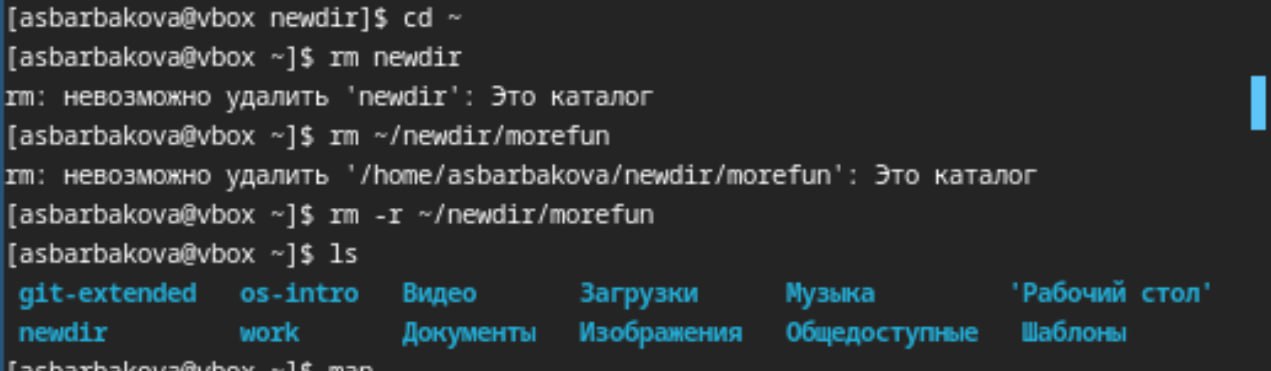 [asbarbakova@vbox newdir]$ cd ~
[asbarbakova@vbox ~]$ rm newdir
rm: невозможно удалить 'newdir': Это каталог
[asbarbakova@vbox ~]$ rm ~/newdir/morefun
rm: невозможно удалить '/home/asbarbakova/newdir/morefun': Это каталог
[asbarbakova@vbox ~]$ rm -r ~/newdir/morefun
[asbarbakova@vbox ~]$ ls
git-extended os-intro Видео Загрузки Музыка 'Рабочий стол'
newdir work Документы Изображения Общедоступные Шаблоны
[asbarbakova@vbox ~]$ man